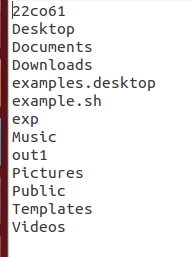 22co61
Desktop
Documents
Downloads
examples.desktop
example.sh
exp
Music
out1
Pictures
Public
Templates
Videos